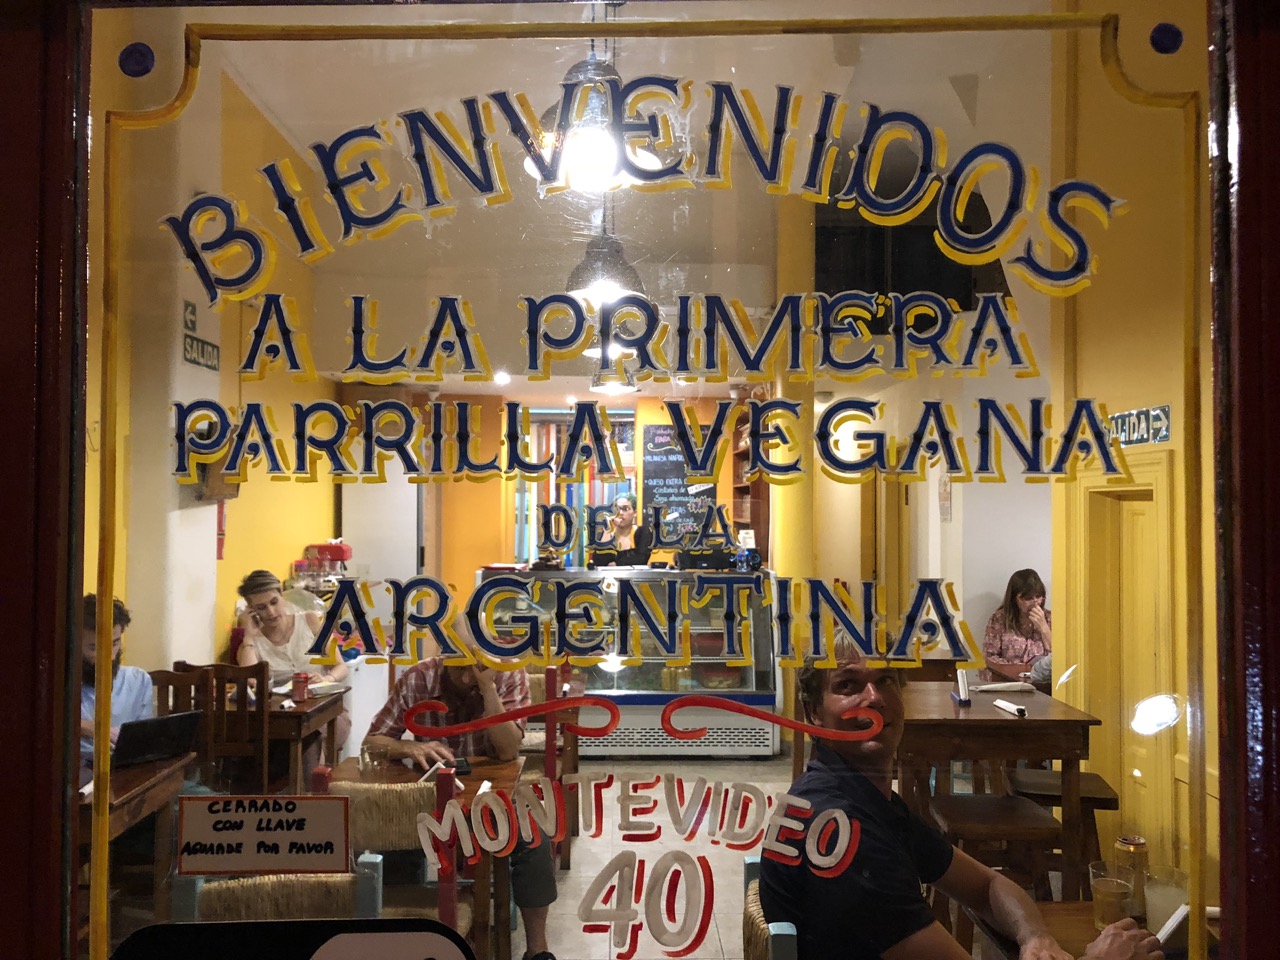 BIENVENIDOS
A LA PRIMERA
SALIDA
PARRILLA VEGANA
SALIDA
DE LA
ARGENTINA
MONTEVIDEO
40
CERRADO
CON LLAVE
AGUARDE POR FAVOR